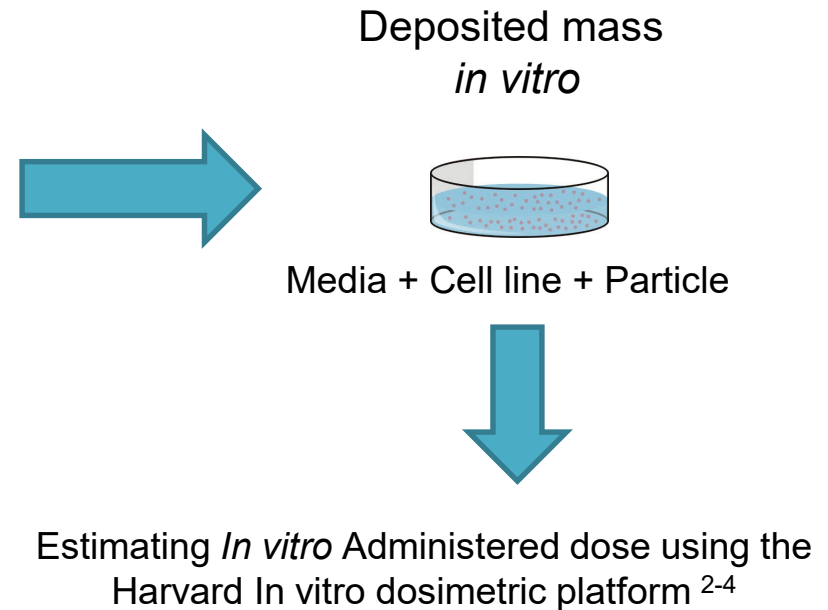 Deposited mass
in vitro
Media + Cell line + Particle
Estimating In vitro Administered dose using the
Harvard In vitro dosimetric platform 2-4